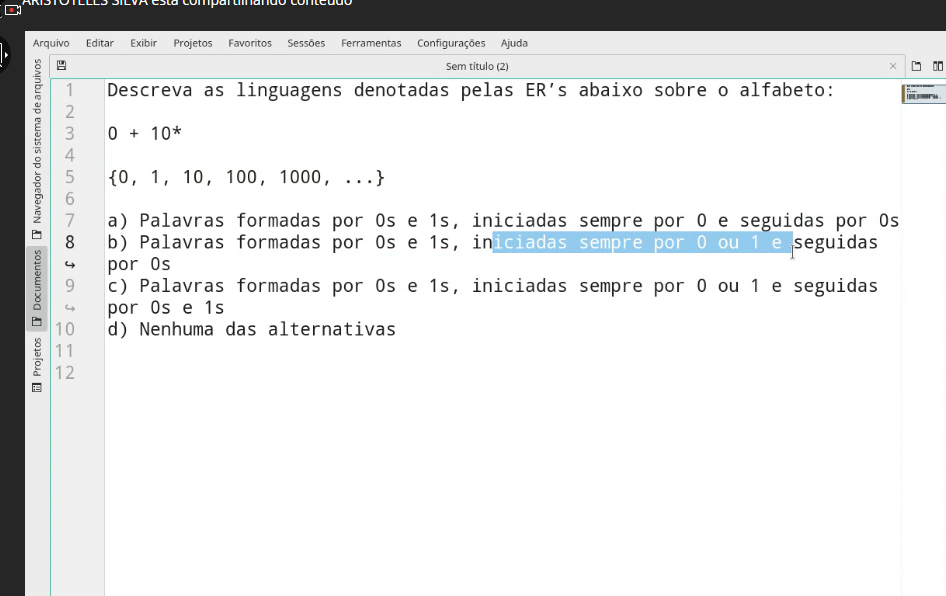 ARISTOTELES SILVA está compartilhando conteúdo
Arquivo Editar Exibir Projetos Favoritos Sessões Ferramentas Configurações Ajuda
Sem título (2)
Navegador do sistema de arquivos
Documentos
Projetos
1 Descreva as linguagens denotadas pelas ER’s abaixo sobre o alfabeto:
2
3 0 + 10*
4
5 {0, 1, 10, 100, 1000, ...}
6
7 a) Palavras formadas por 0s e 1s, iniciadas sempre por 0 e seguidas por 0s
8 b) Palavras formadas por 0s e 1s, iniciadas sempre por 0 ou 1 e seguidas
por 0s
9 c) Palavras formadas por 0s e 1s, iniciadas sempre por 0 ou 1 e seguidas
por 0s e 1s
10 d) Nenhuma das alternativas
11
12